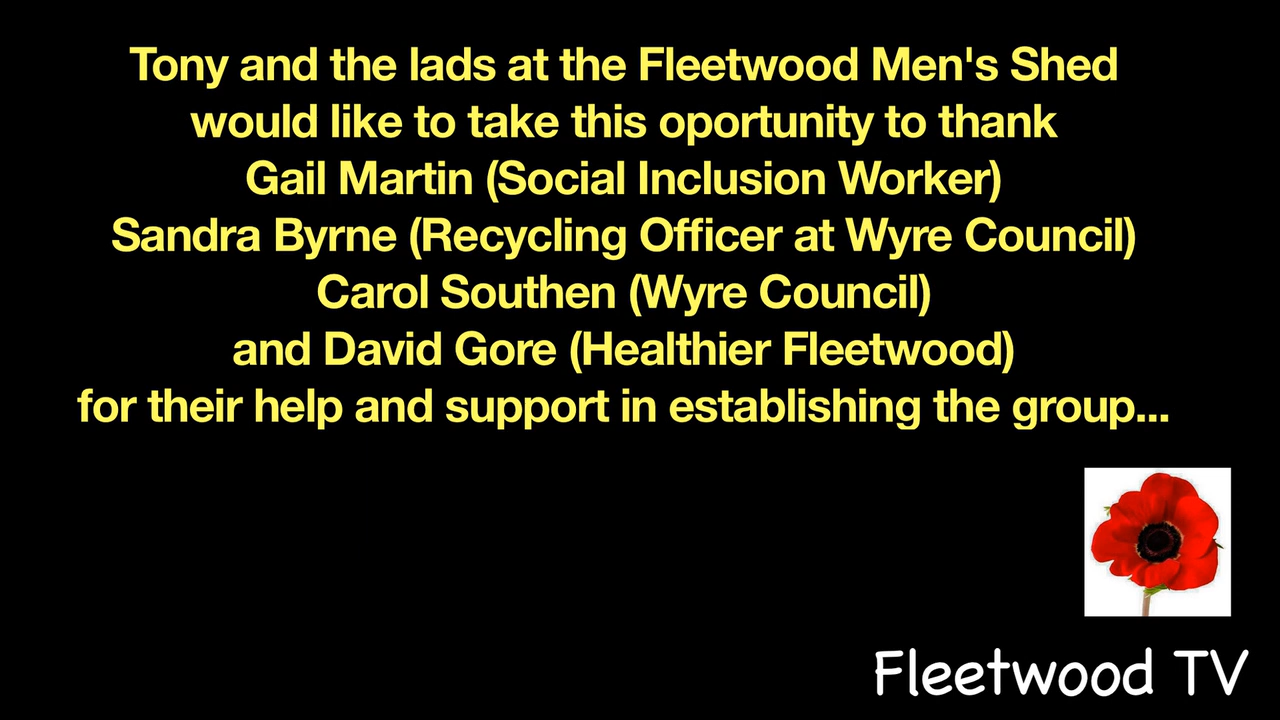 Tony and the lads at the Fleetwood Men's Shed
would like to take this oportunity to thank
Gail Martin (Social Inclusion Worker)
Sandra Byrne (Recycling Officer at Wyre Council)
Carol Southen (Wyre Council)
and David Gore (Healthier Fleetwood)
for their help and support in establishing the group...
Fleetwood TV